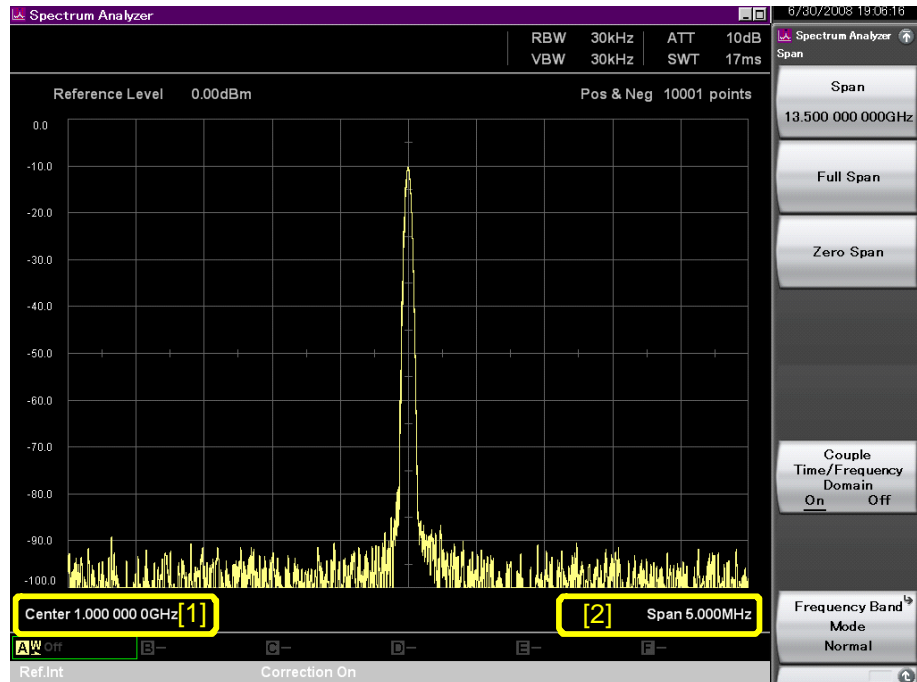 Spectrum Analyzer
RBW 30kHz ATT 10dB
VBW 30kHz SWT 17ms
Reference Level 0.00dBm Pos & Neg 10001 points
0.0
-10.0
-20.0
-30.0
-40.0
-50.0
-60.0
-70.0
-80.0
-90.0
-100.0
Center 1.000 000 0GHz [1] [2] Span 5.000MHz
A W Off B- C- D- E- F-
Ref.Int Correction On
6/30/2008 19:06:16
Spectrum Analyzer
Span
Span
13.500 000 000GHz
Full Span
Zero Span
Couple
Time/Frequency
Domain
On Off
Frequency Band
Mode
Normal